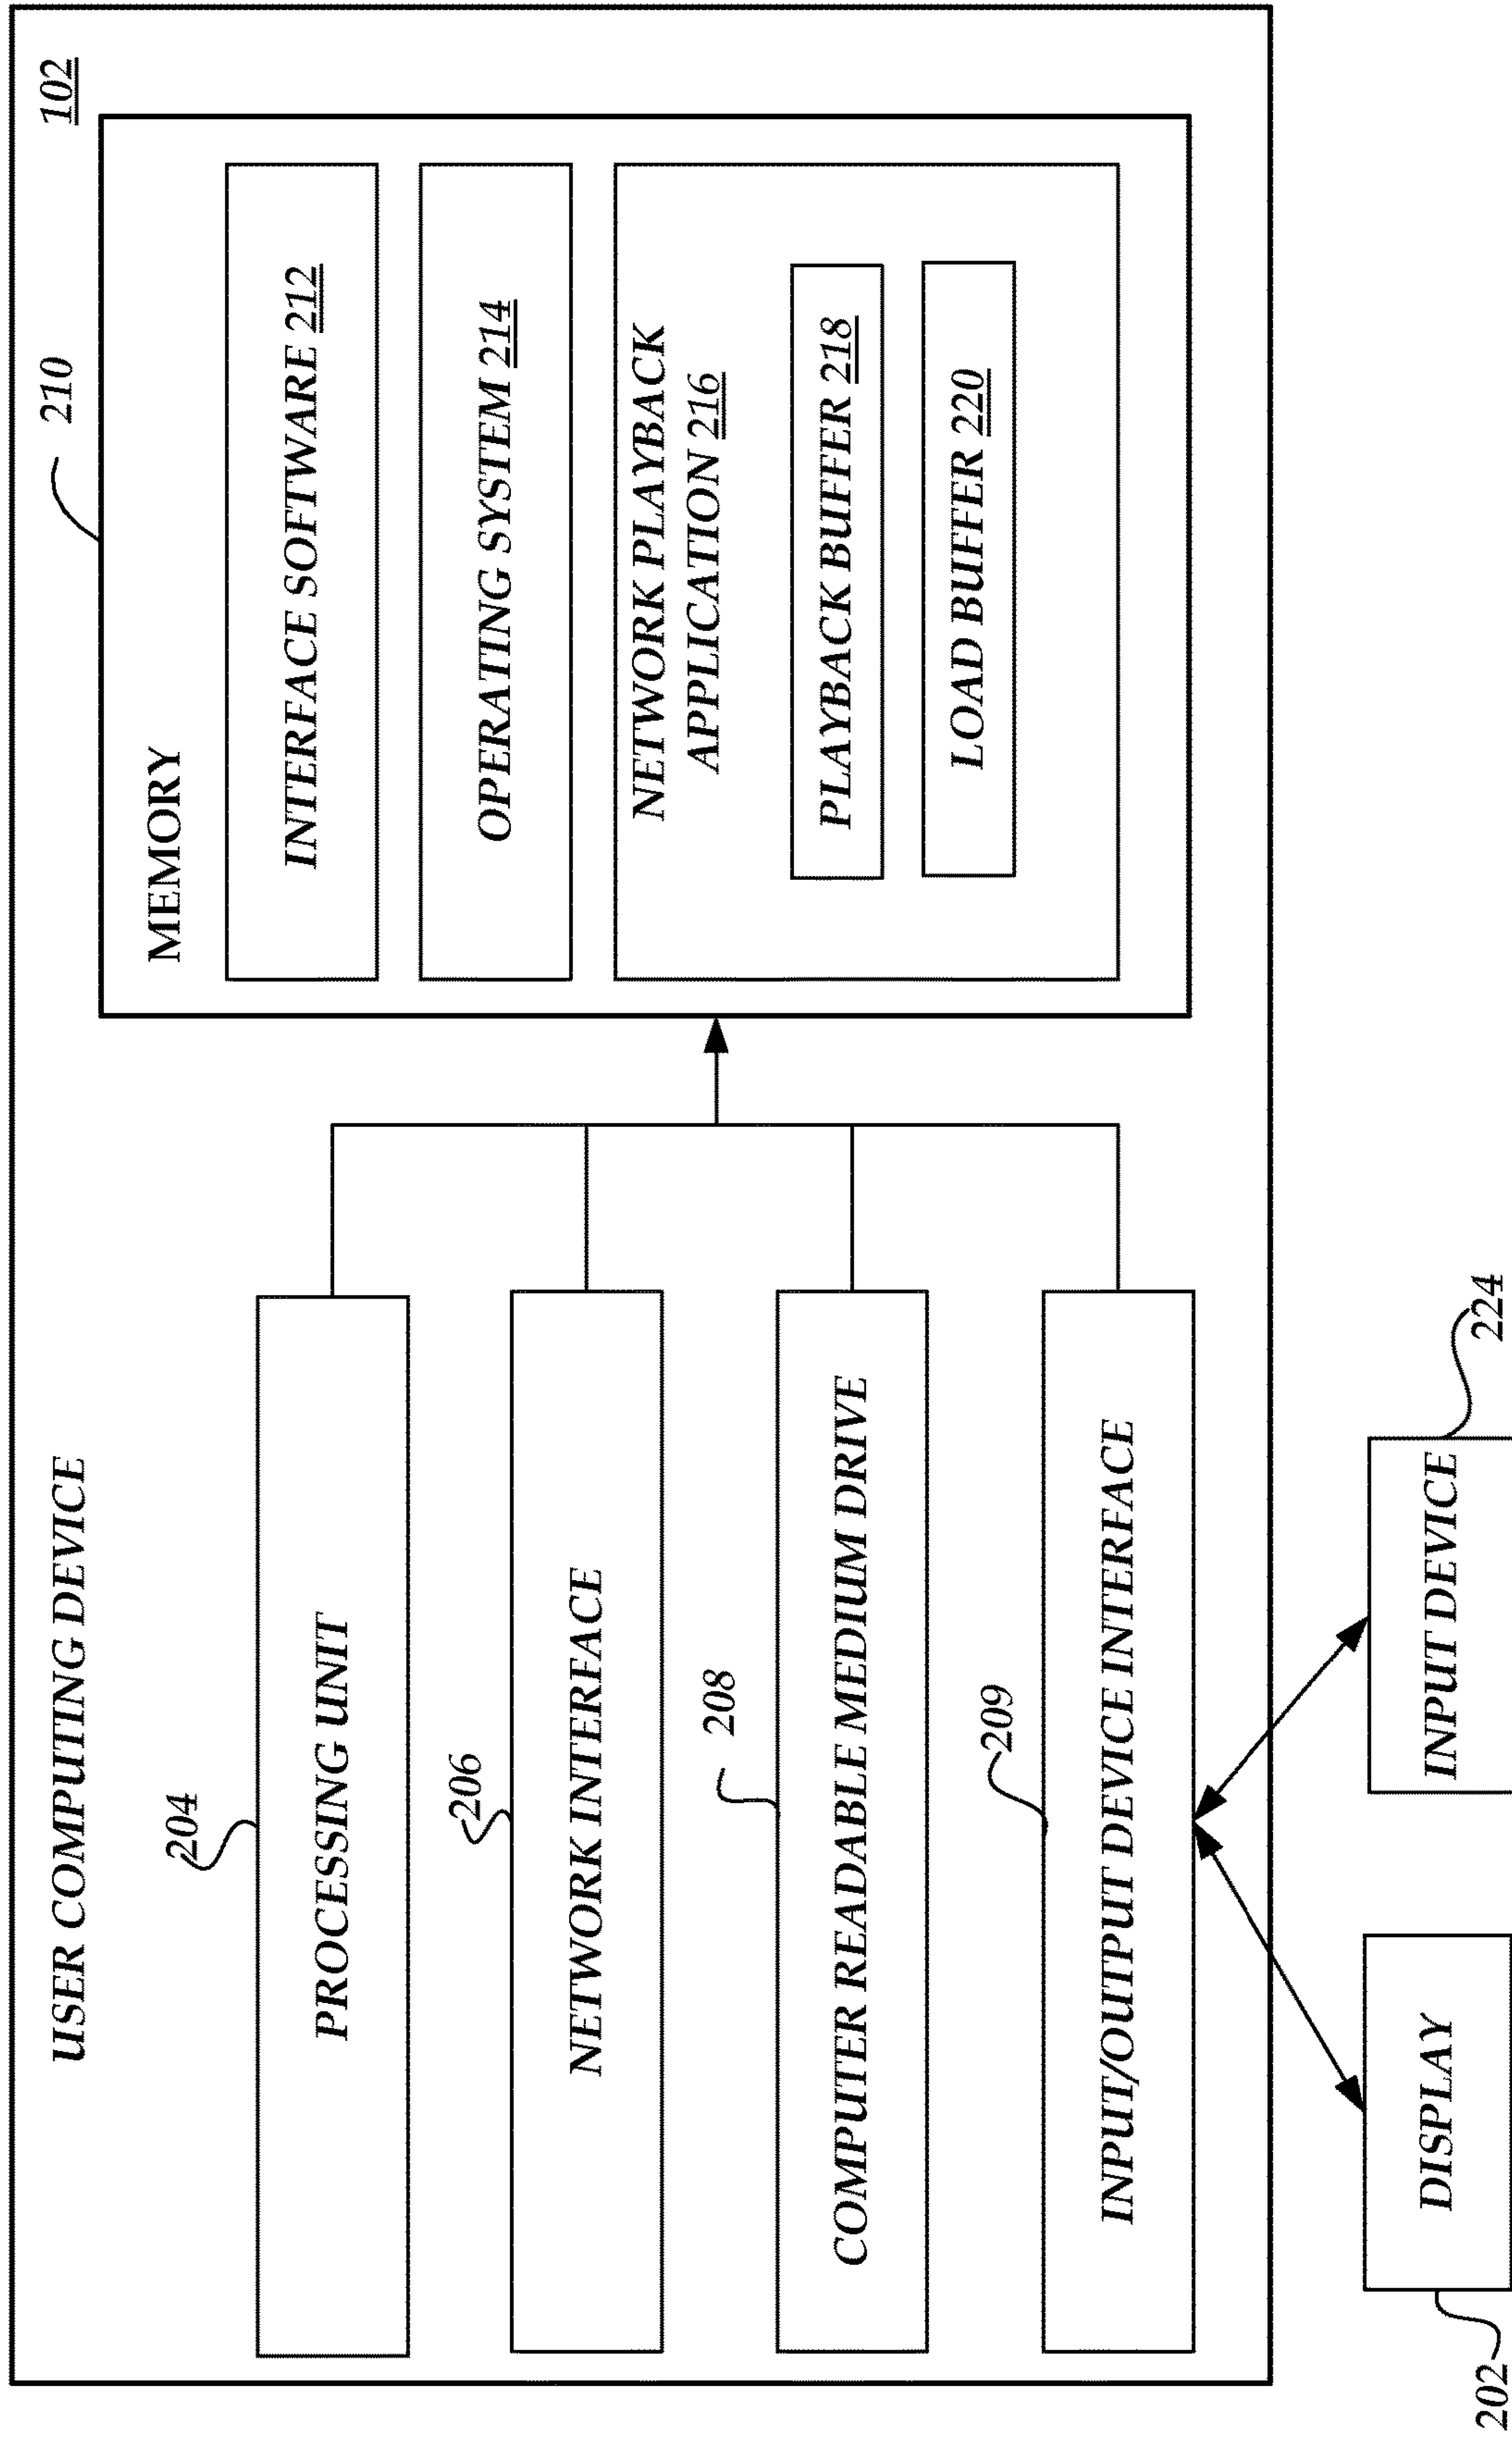 USER COMPUTING DEVICE
102
204
PROCESSING UNIT
206
NETWORK INTERFACE
208
COMPUTER READABLE MEDIUM DRIVE
209
INPUT/OUTPUT DEVICE INTERFACE
210
MEMORY
INTERFACE SOFTWARE 212
OPERATING SYSTEM 214
NETWORK PLAYBACK
APPLICATION 216
PLAYBACK BUFFER 218
LOAD BUFFER 220
202
DISPLAY
INPUT DEVICE
224